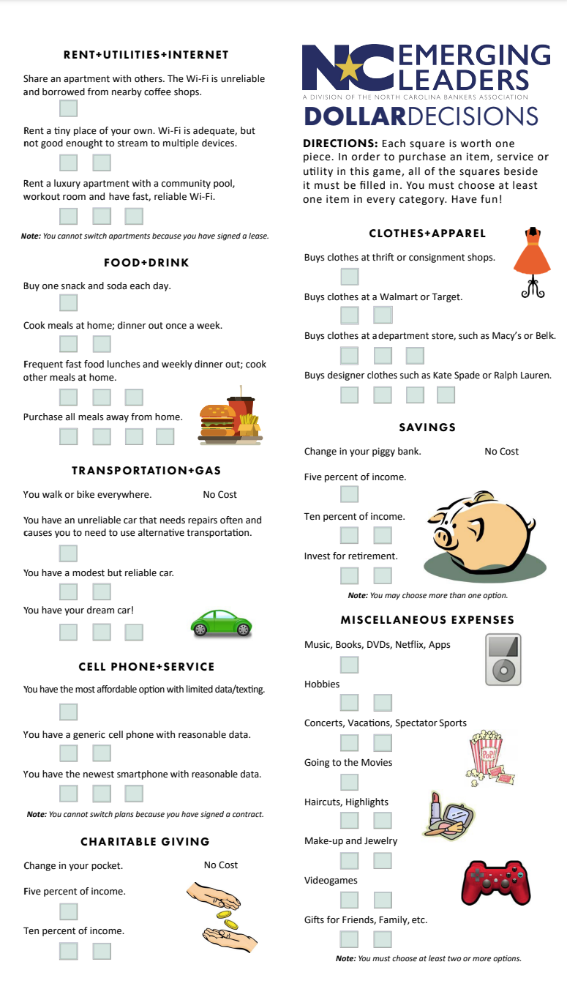 RENT+UTILITIES+INTERNET
Share an apartment with others. The Wi-Fi is unreliable
and borrowed from nearby coffee shops.
Rent a tiny place of your own. Wi-Fi is adequate, but
not good enought to stream to multiple devices.
Rent a luxury apartment with a community pool,
workout room and have fast, reliable Wi-Fi.
Note: You cannot switch apartments because you have signed a lease.
FOOD+DRINK
Buy one snack and soda each day.
Cook meals at home; dinner out once a week.
Frequent fast food lunches and weekly dinner out; cook
other meals at home.
Purchase all meals away from home.
TRANSPORTATION+GAS
You walk or bike everywhere. No Cost
You have an unreliable car that needs repairs often and
causes you to need to use alternative transportation.
You have a modest but reliable car.
You have your dream car!
CELL PHONE+SERVICE
You have the most affordable option with limited data/texting.
You have a generic cell phone with reasonable data.
You have the newest smartphone with reasonable data.
Note: You cannot switch plans because you have signed a contract.
CHARITABLE GIVING
Change in your pocket. No Cost
Five percent of income.
Ten percent of income.
NC EMERGING
LEADERS
A DIVISION OF THE NORTH CAROLINA BANKERS ASSOCIATION
DOLLARDECISIONS
DIRECTIONS: Each square is worth one
piece. In order to purchase an item, service or
utility in this game, all of the squares beside
it must be filled in. You must choose at least
one item in every category. Have fun!
CLOTHES+APPAREL
Buys clothes at thrift or consignment shops.
Buys clothes at a Walmart or Target.
Buys clothes at a department store, such as Macy's or Belk.
Buys designer clothes such as Kate Spade or Ralph Lauren.
SAVINGS
Change in your piggy bank. No Cost
Five percent of income.
Ten percent of income.
Invest for retirement.
Note: You may choose more than one option.
MISCELLANEOUS EXPENSES
Music, Books, DVDs, Netflix, Apps
Hobbies
Concerts, Vacations, Spectator Sports
POP!
Going to the Movies
Haircuts, Highlights
Make-up and Jewelry
Videogames
Gifts for Friends, Family, etc.
Note: You must choose at least two or more options.